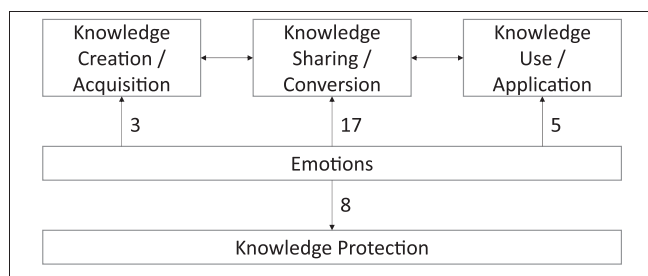 Knowledge
Creation /
Acquisition
Knowledge
Sharing /
Conversion
Knowledge
Use /
Application
3
17
5
Emotions
8
Knowledge Protection